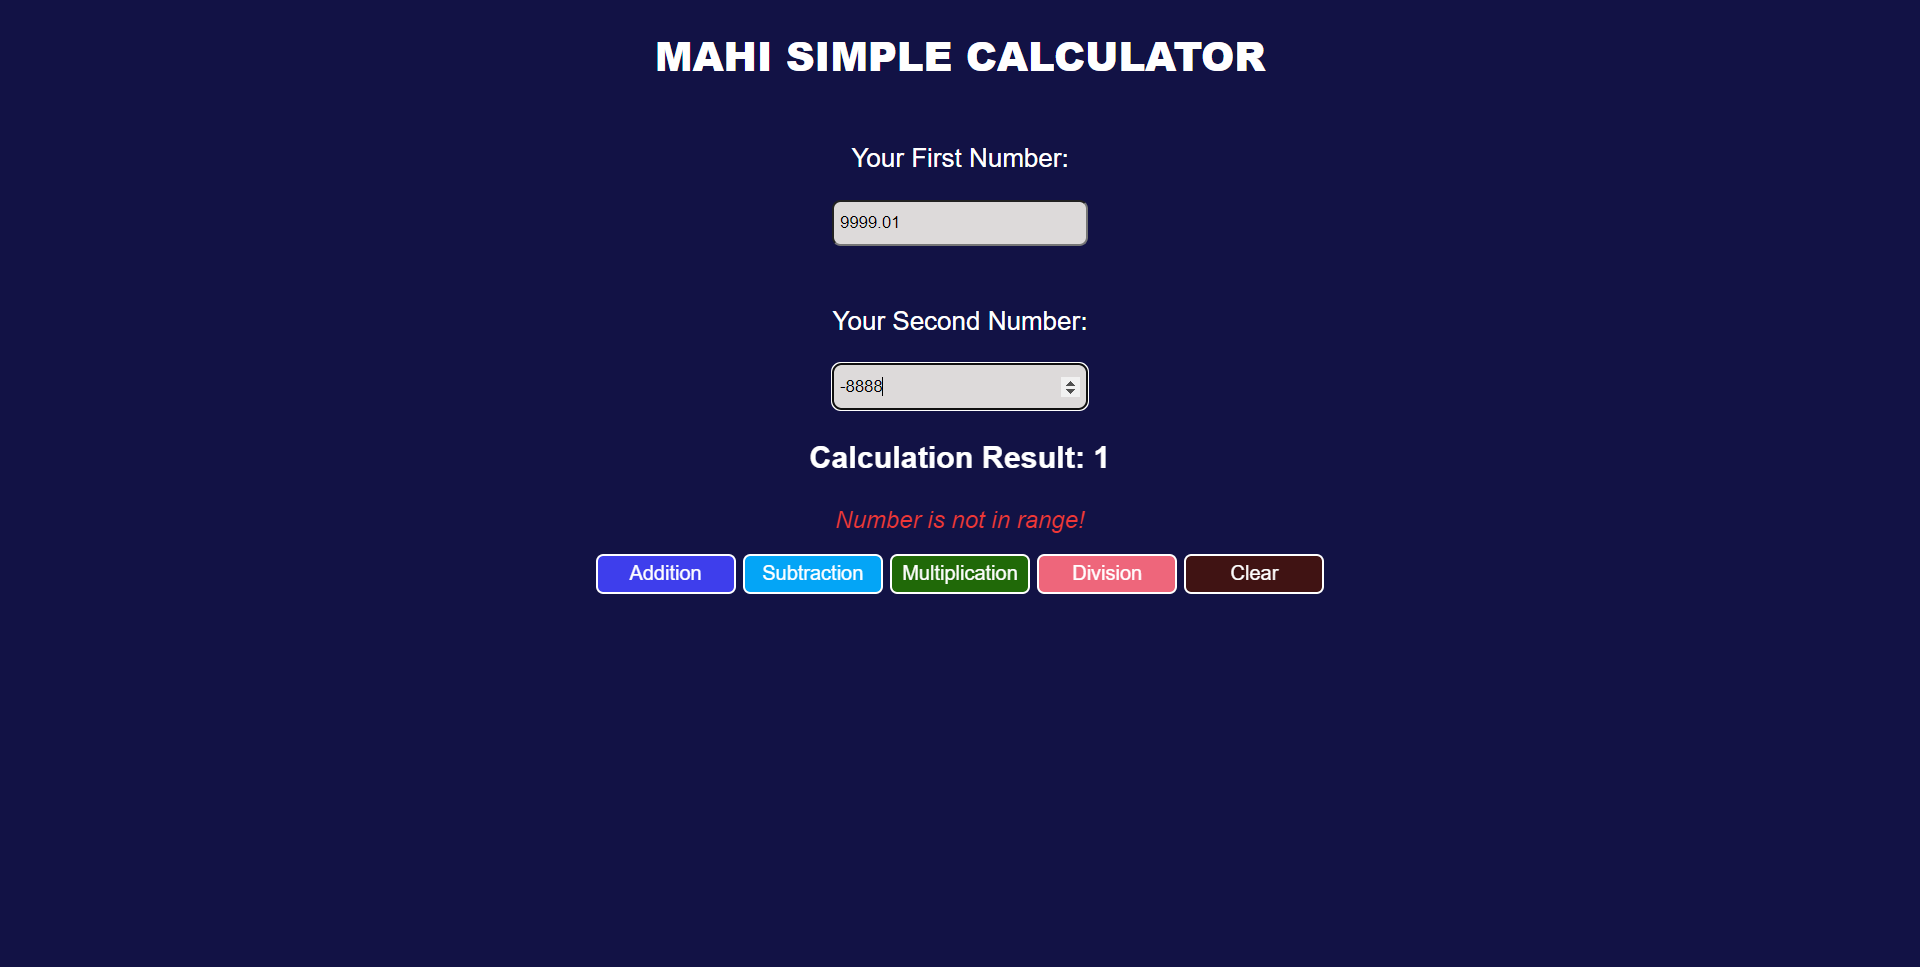 MAHI SIMPLE CALCULATOR
Your First Number:
9999.01
Your Second Number:
-8888
Calculation Result: 1
Number is not in range!
Addition Subtraction Multiplication Division Clear